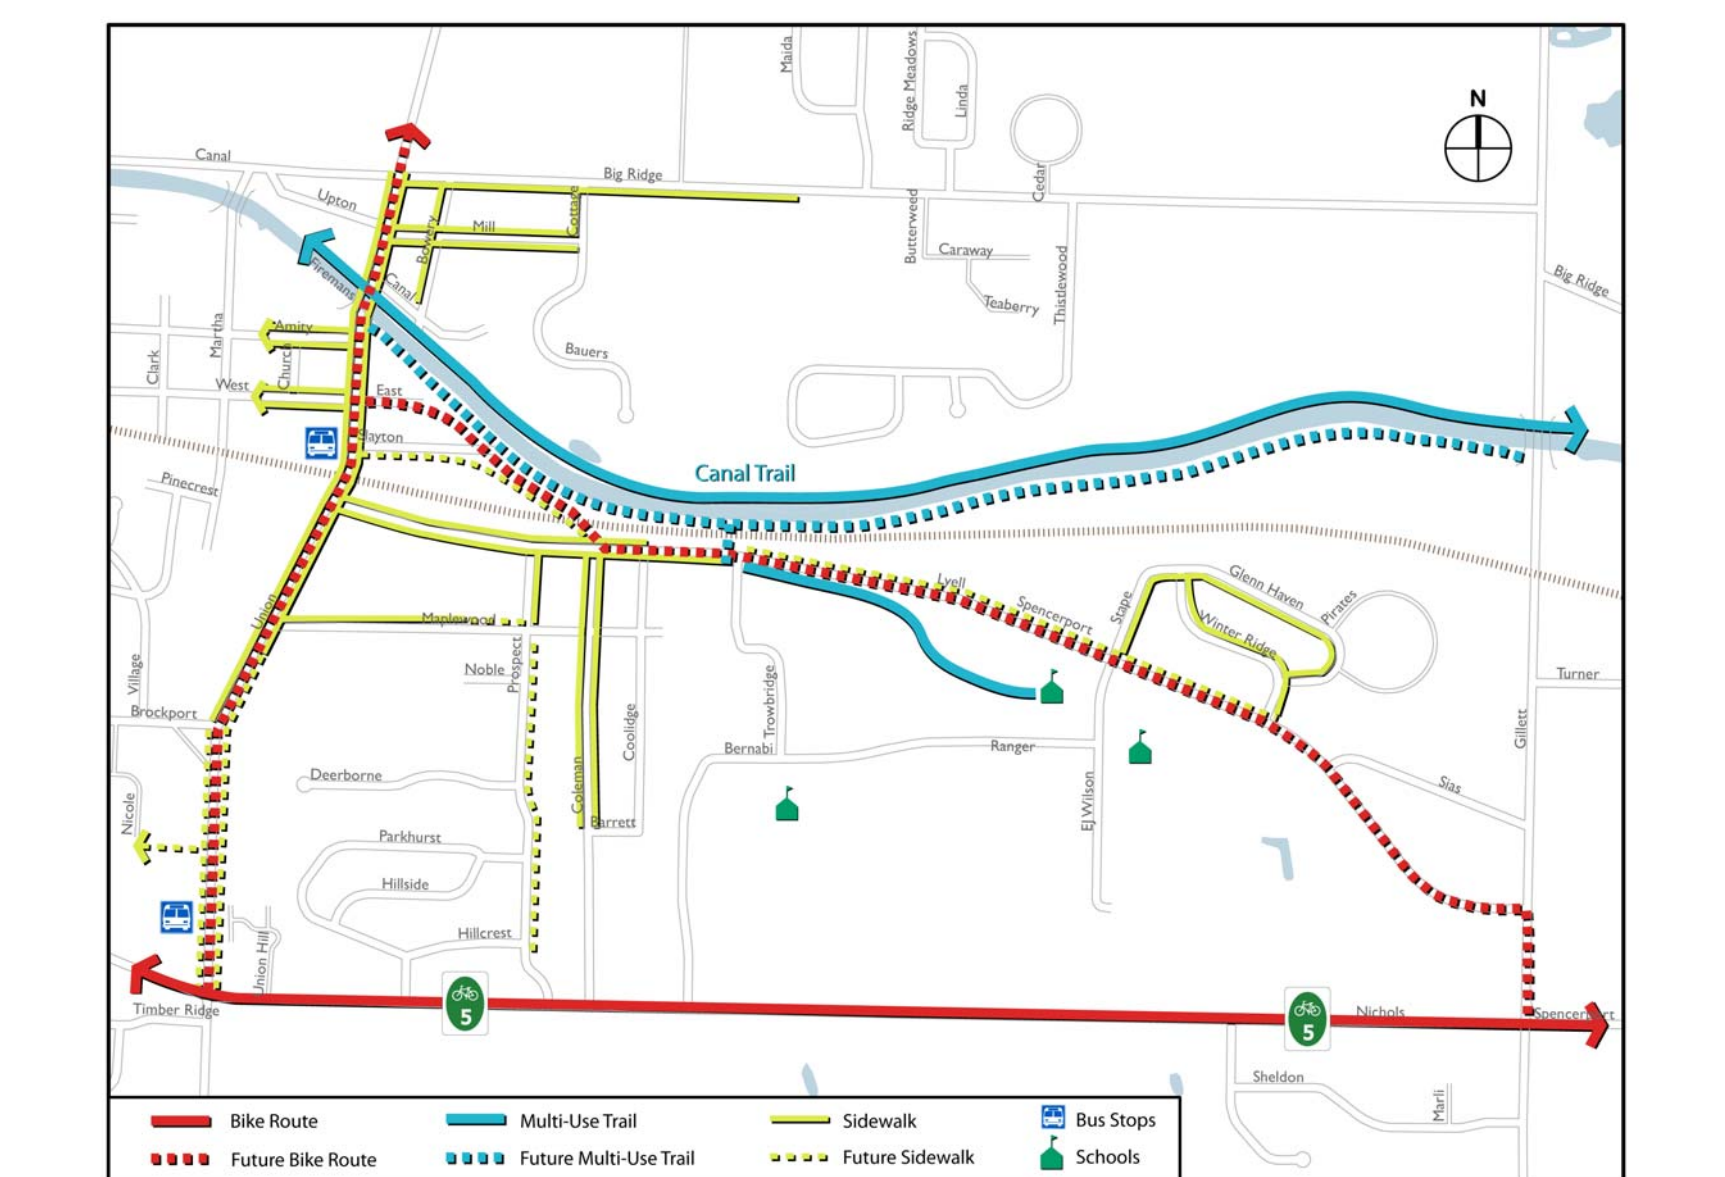 Maida
Ridge Meadows
Linda
N
Canal
Big Ridge
Cedar
Upton
Cottage
Butterweed
Mill
Bowery
Caraway
Thistlewood
Big Ridge
Firemans
Canal
Teaberry
Martha
Amity
Clark
Church
Bauers
West
East
Slayton
Canal Trail
Pinecrest
Lyell
Spencerport
Stape
Glenn Haven
Pirates
Winter Ridge
Union
Maplewood
Village
Noble
Prospect
Trowbridge
Turner
Brockport
Coolidge
Bernabi
Ranger
Gillett
Deerborne
Coleman
EJ Wilson
Sias
Nicole
Barrett
Parkhurst
Hillside
Hillcrest
Union Hill
Timber Ridge
5
5
Nichols
Spencerport
Sheldon
Marli
Bike Route
Multi-Use Trail
Sidewalk
Bus Stops
Future Bike Route
Future Multi-Use Trail
Future Sidewalk
Schools